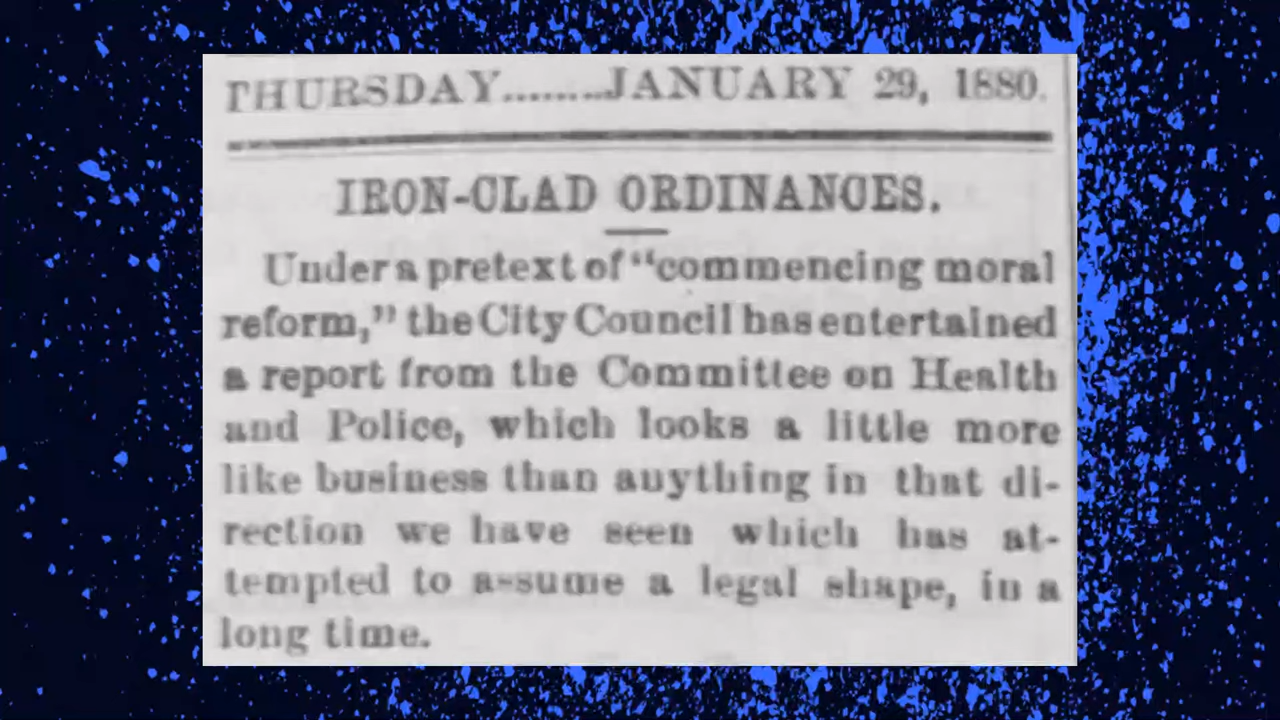 THURSDAY........JANUARY 29, 1880.
IRON-CLAD ORDINANCES.
Under a pretext of "commencing moral
reform," the City Council has entertained
a report from the Committee on Health
and Police, which looks a little more
like business than anything in that di-
rection we have seen which has at-
tempted to assume a legal shape, in a
long time.